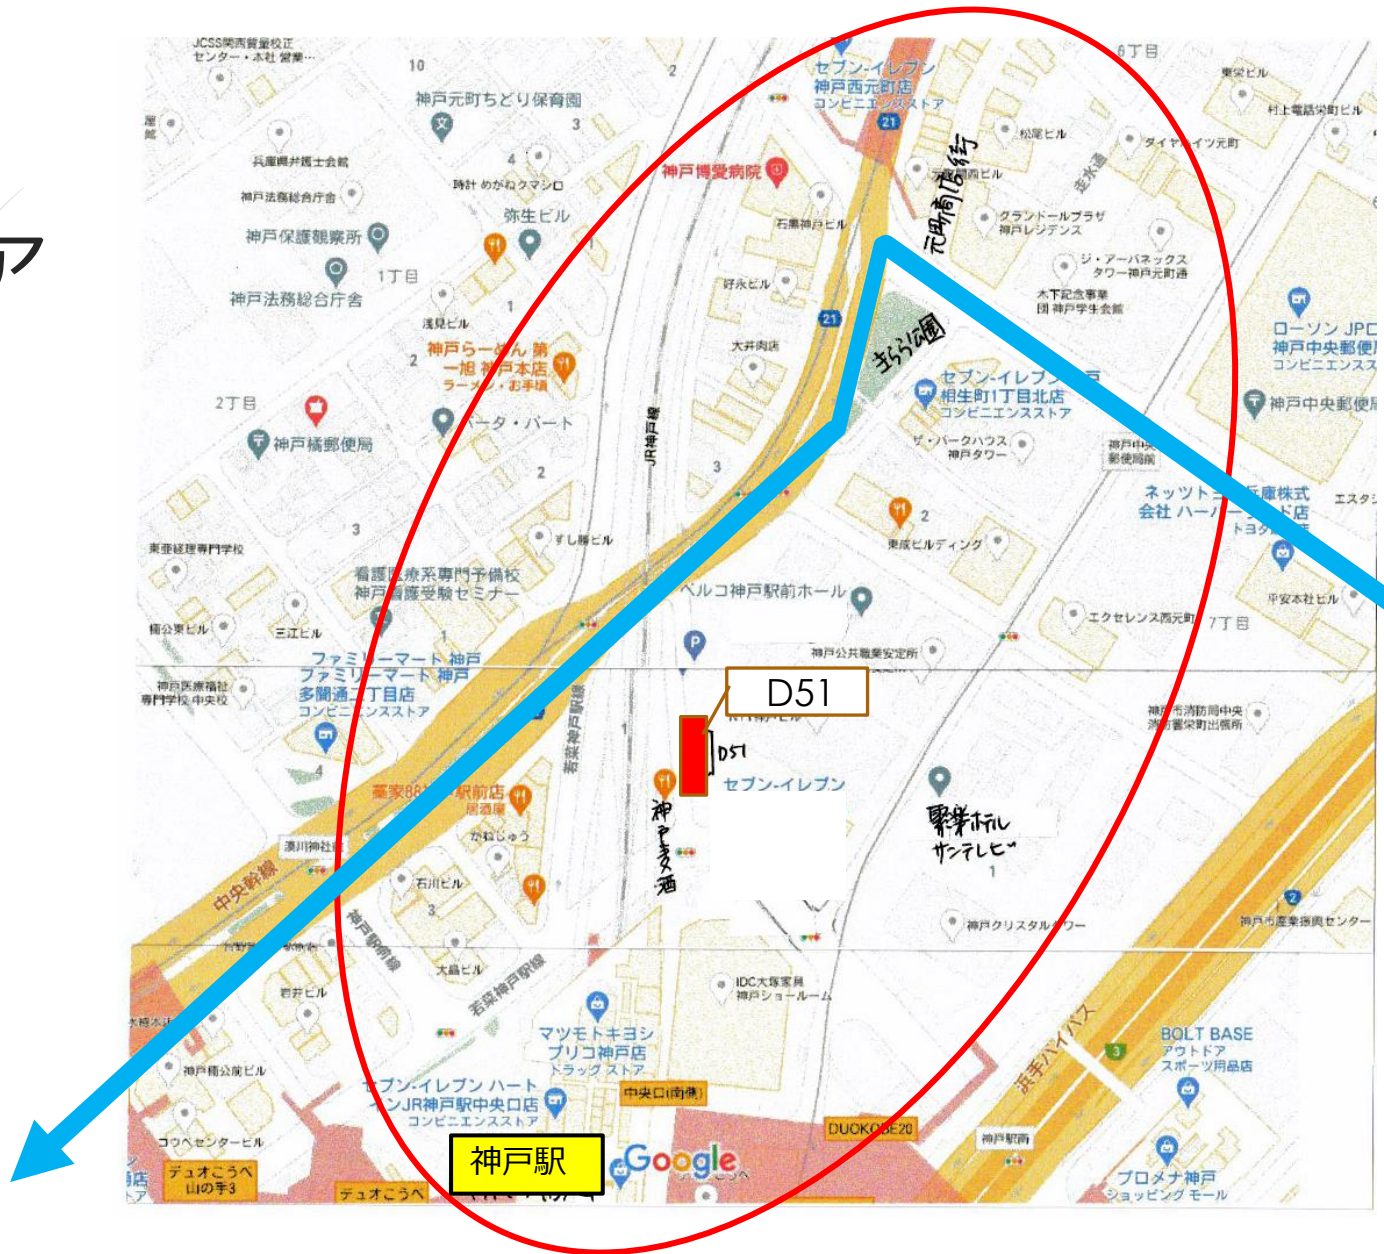 ア
JCSS関西質量校正
センター・本社 営業…
10
神戸元町ちどり保育園
3
2
セブン-イレブン
神戸西元町店
コンビニエンスストア
21
6丁目
東栄ビル
村上電話栄町ビル
松尾ビル
ダイヤハイツ元町
走水通
兵庫県弁護士会館
4
時計 めがねクマシロ
神戸博愛病院
元町商店街
神戸法務総合庁舎
弥生ビル
石黒神戸ビル
グランドールプラザ
神戸レジデンス
神戸保護観察所
1
ジ・アーバネックス
タワー神戸元町通
1丁目
神戸法務総合庁舎
好永ビル
木下記念事業
団 神戸学生会館
1
浅見ビル
21
ローソン JP
神戸中央郵便
コンビニエンスス
きらら公園
神戸らーめん 第
一旭 神戸本店
ラーメン・お手頃
2
大井肉店
セブン-イレブン
相生町1丁目北店
コンビニエンスストア
2丁目
神戸橘郵便局
JR神戸線
ザ・パークハウス
神戸タワー
神戸中央
郵便局前
神戸中央郵便局
2
3
ネッツト
兵庫株式
会社 ハーバー
ド店
エスタシ
3
すし勝ビル
2
東成ビルディング
東亜経理専門学校
看護医療系専門予備校
神戸看護受験セミナー
ベルコ神戸駅前ホール
平安本社ビル
楠公東ビル
三江ビル
エクセレンス西元町
7丁目
P
神戸公共職業安定所
ファミリーマート 神戸
ファミリーマート 神戸
多聞通二丁目店
コンビニエンスストア
神戸医療福祉
専門学校 中央校
D51
神戸市消防局中央
消防署栄町出張所
若菜神戸駅線
1
D51
4
薬家88
駅前店
居酒屋
セブン-イレブン
かねじゅう
神戸麦酒
聚楽ホテル
サンテレビ
1
湊川神社前
中央幹線
石川ビル
3
2
神戸駅前線
神戸クリスタルタワー
神戸市産業振興センター
大島ビル
若菜神戸駅線
岩井ビル
IDC大塚家具
神戸ショールーム
マツモトキヨシ
プリコ神戸店
ドラッグストア
浜手バイパス
3
BOLT BASE
アウトドア
スポーツ用品店
神戸楠公前ビル
セブン-イレブン ハート
インJR神戸駅中央口店
コンビニエンスストア
中央口(南側)
コウベセンタービル
DUOKOBE20
神戸駅南
神戸駅
Google
デュオこうべ
山の手3
デュオこうべ
プロメナ神戸
ショッピング モール